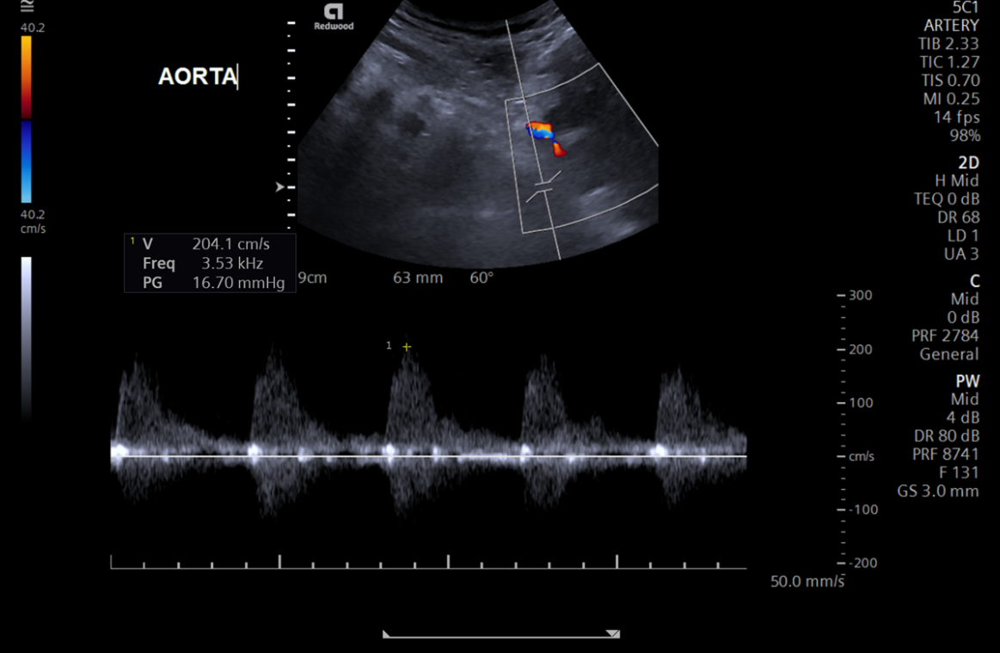 40.2
AORTA
40.2
cm/s
Redwood
1 V 204.1 cm/s
Freq 3.53 kHz
PG 16.70 mmHg
9cm 63 mm 60°
5C1
ARTERY
TIB 2.33
TIC 1.27
TIS 0.70
MI 0.25
14 fps
98%
2D
H Mid
TEQ 0 dB
DR 68
LD 1
UA 3
C
Mid
0 dB
PRF 2784
General
PW
Mid
4 dB
DR 80 dB
PRF 8741
F 131
GS 3.0 mm
1
300
200
100
cm/s
-100
-200
50.0 mm/s